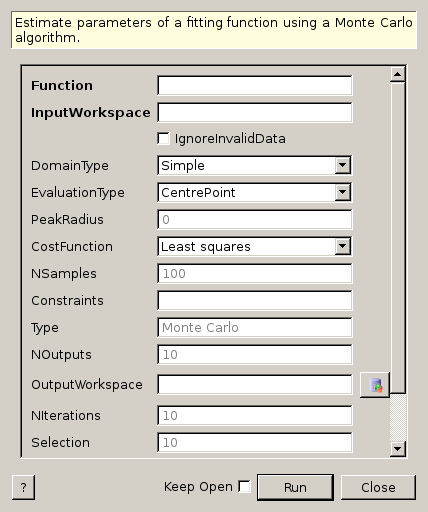 Estimate parameters of a fitting function using a Monte Carlo
algorithm.
Function
InputWorkspace
IgnoreInvalidData
DomainType Simple
EvaluationType CentrePoint
PeakRadius 0
CostFunction Least squares
NSamples 100
Constraints
Type Monte Carlo
NOutputs 10
OutputWorkspace
NIterations 10
Selection 10
? Keep Open Run Close